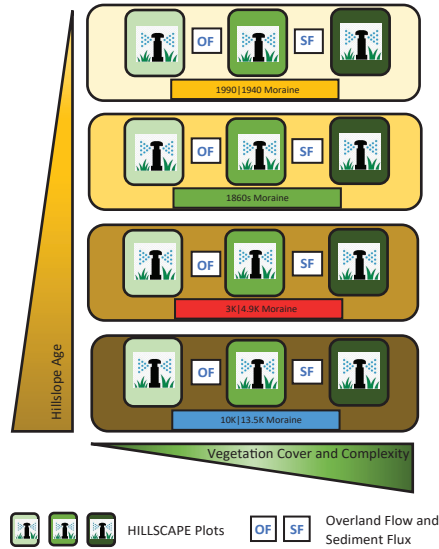 OF SF
1990|1940 Moraine
OF SF
1860s Moraine
OF SF
3K|4.9K Moraine
OF SF
10K|13.5K Moraine
Hillslope Age
Vegetation Cover and Complexity
HILLSCAPE Plots
OF SF
Overland Flow and
Sediment Flux